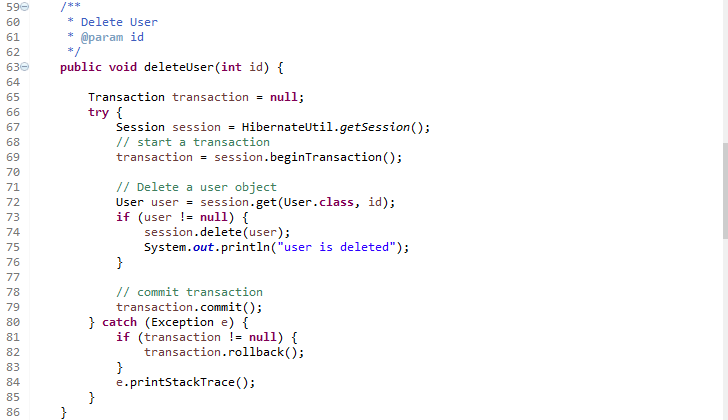 59 /**
60 * Delete User
61 * @param id
62 */
63 public void deleteUser(int id) {
64
65 Transaction transaction = null;
66 try {
67 Session session = HibernateUtil.getSession();
68 // start a transaction
69 transaction = session.beginTransaction();
70
71 // Delete a user object
72 User user = session.get(User.class, id);
73 if (user != null) {
74 session.delete(user);
75 System.out.println("user is deleted");
76 }
77
78 // commit transaction
79 transaction.commit();
80 } catch (Exception e) {
81 if (transaction != null) {
82 transaction.rollback();
83 }
84 e.printStackTrace();
85 }
86 }